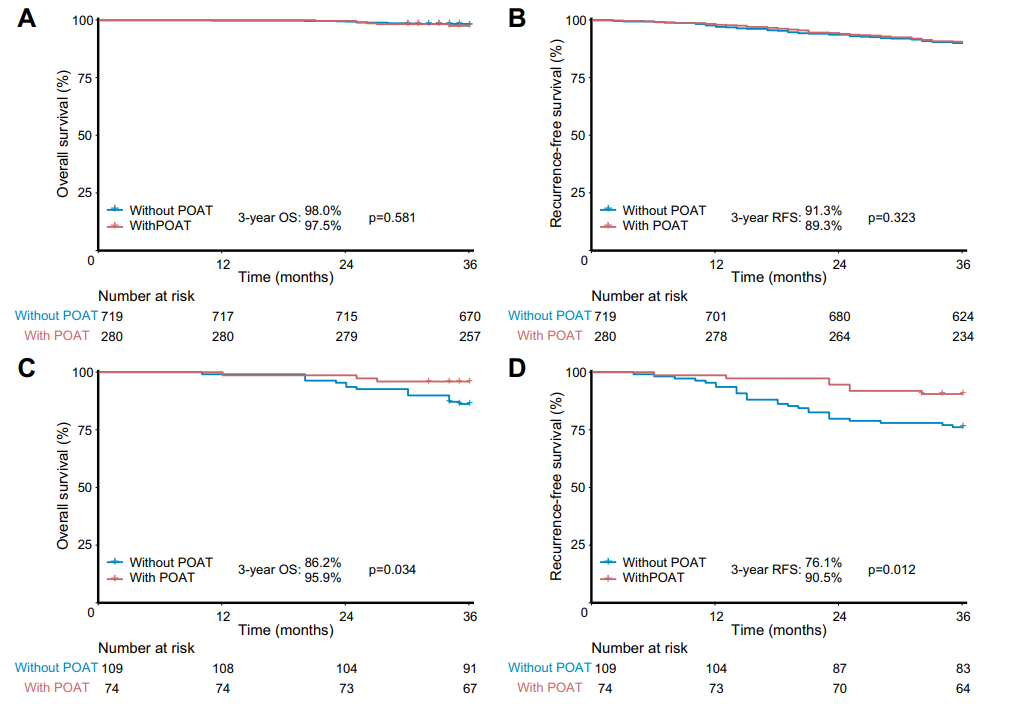 A
Overall survival (%)
100
75
50
25
0
Without POAT
WithPOAT
3-year OS: 98.0%
97.5%
p=0.581
12 24 36
Time (months)
Number at risk
Without POAT 719 717 715 670
With POAT 280 280 279 257
B
Recurrence-free survival (%)
100
75
50
25
0
Without POAT
With POAT
3-year RFS: 91.3%
89.3%
p=0.323
12 24 36
Time (months)
Number at risk
Without POAT 719 701 680 624
With POAT 280 278 264 234
C
Overall survival (%)
100
75
50
25
0
Without POAT
With POAT
3-year OS: 86.2%
95.9%
p=0.034
12 24 36
Time (months)
Number at risk
Without POAT 109 108 104 91
With POAT 74 74 73 67
D
Recurrence-free survival (%)
100
75
50
25
0
Without POAT
WithPOAT
3-year RFS: 76.1%
90.5%
p=0.012
12 24 36
Time (months)
Number at risk
Without POAT 109 104 87 83
With POAT 74 73 70 64